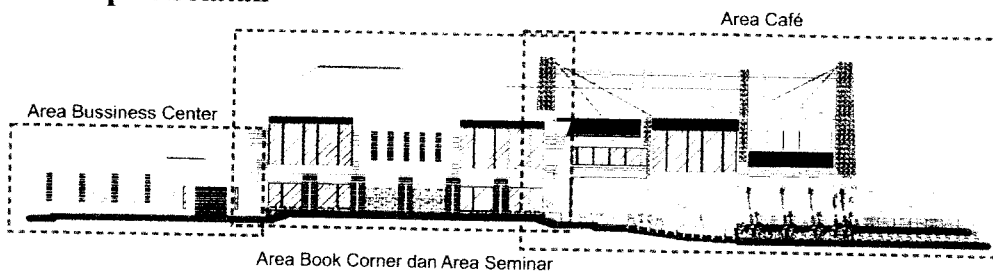 Area Café
Area Bussiness Center
Area Book Corner dan Area Seminar